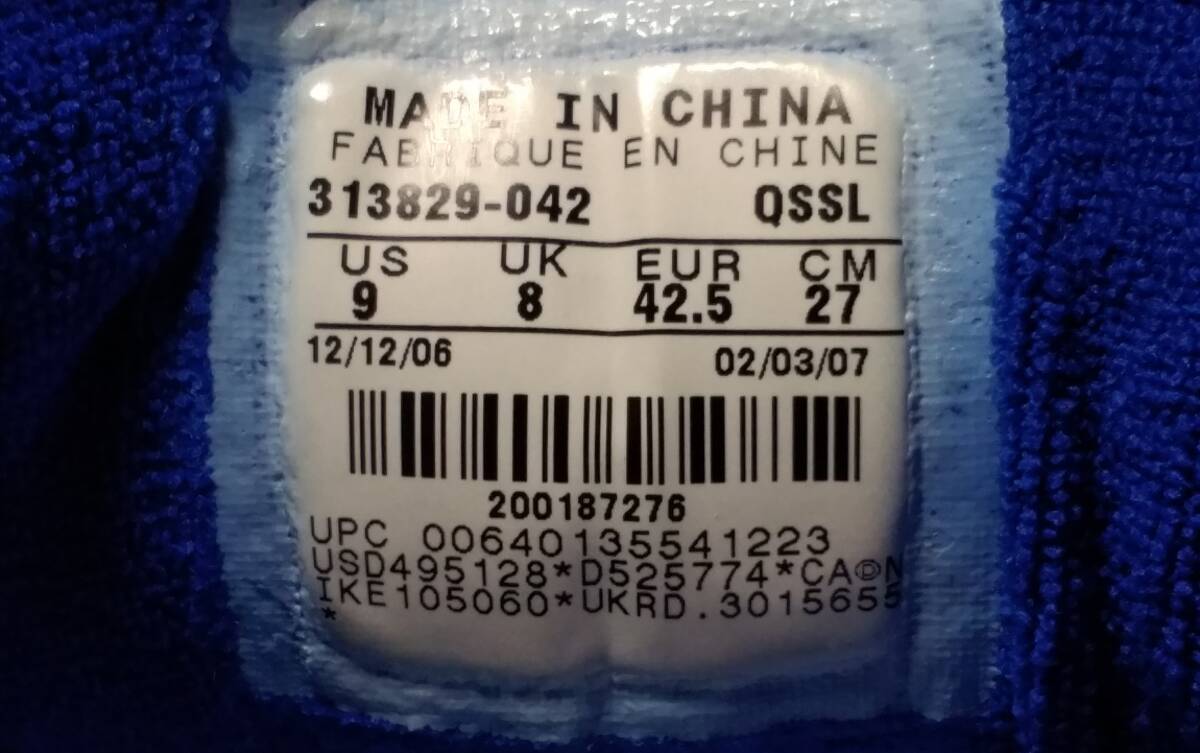 MADE IN CHINA
FABRIQUE EN CHINE
313829-042 QSSL
US UK EUR CM
9 8 42.5 27
12/12/06 02/03/07
200187276
UPC 00640135541223
USD495128*D525774*CAⒹN
IKE105060*UKRD.3015655
*